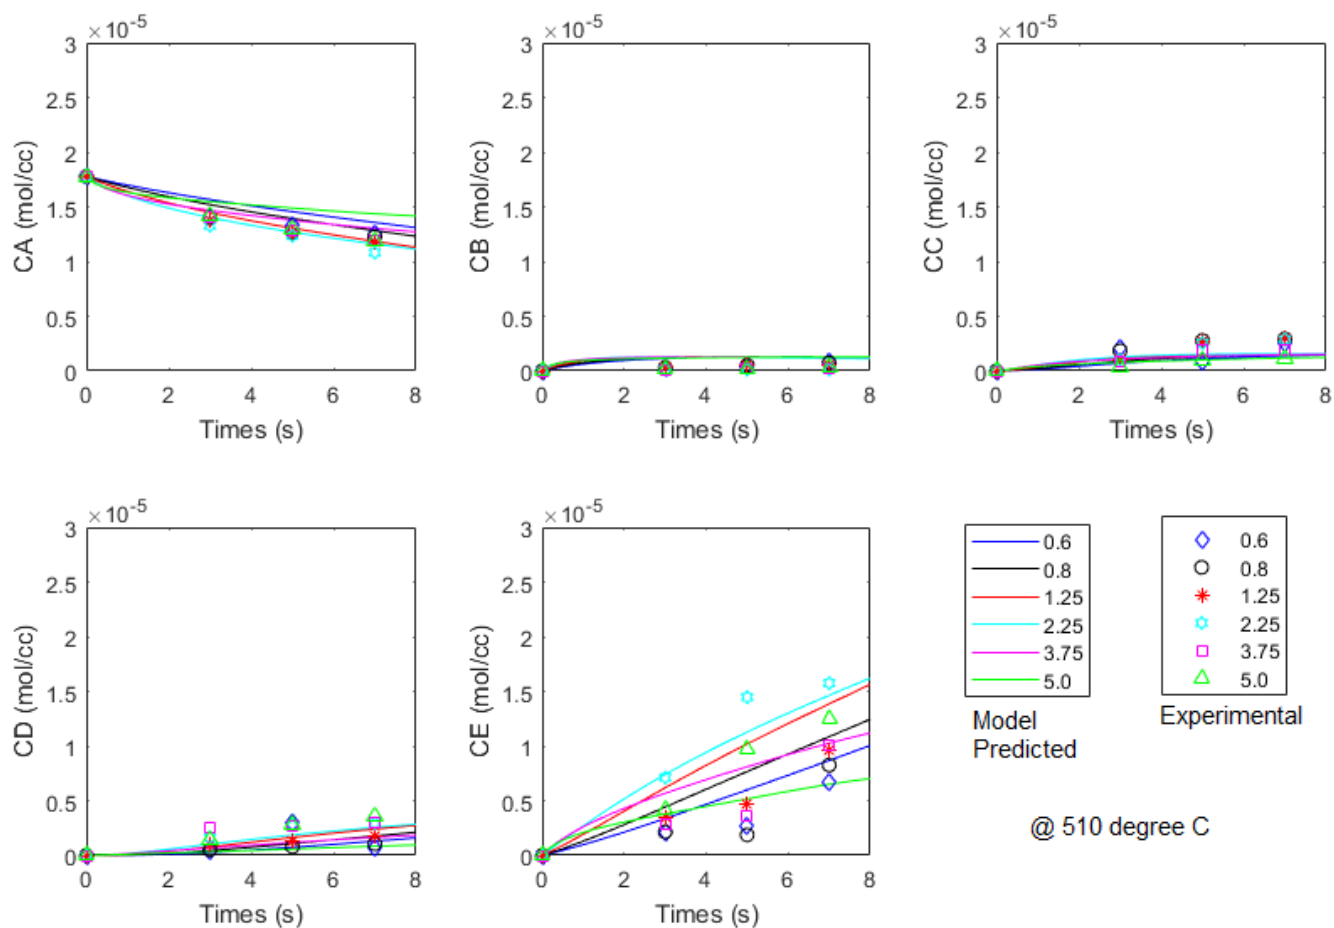 ×10-5
×10-5
×10-5
3
2.5
2
1.5
1
0.5
0
CA (mol/cc)
0 2 4 6 8
Times (s)
3
2.5
2
1.5
1
0.5
0
CB (mol/cc)
0 2 4 6 8
Times (s)
3
2.5
2
1.5
1
0.5
0
CC (mol/cc)
0 2 4 6 8
Times (s)
×10-5
3
2.5
2
1.5
1
0.5
0
CD (mol/cc)
0 2 4 6 8
Times (s)
×10-5
3
2.5
2
1.5
1
0.5
0
CE (mol/cc)
0 2 4 6 8
Times (s)
0.6
0.8
1.25
2.25
3.75
5.0
Model
Predicted
0.6
0.8
1.25
2.25
3.75
5.0
Experimental
@ 510 degree C